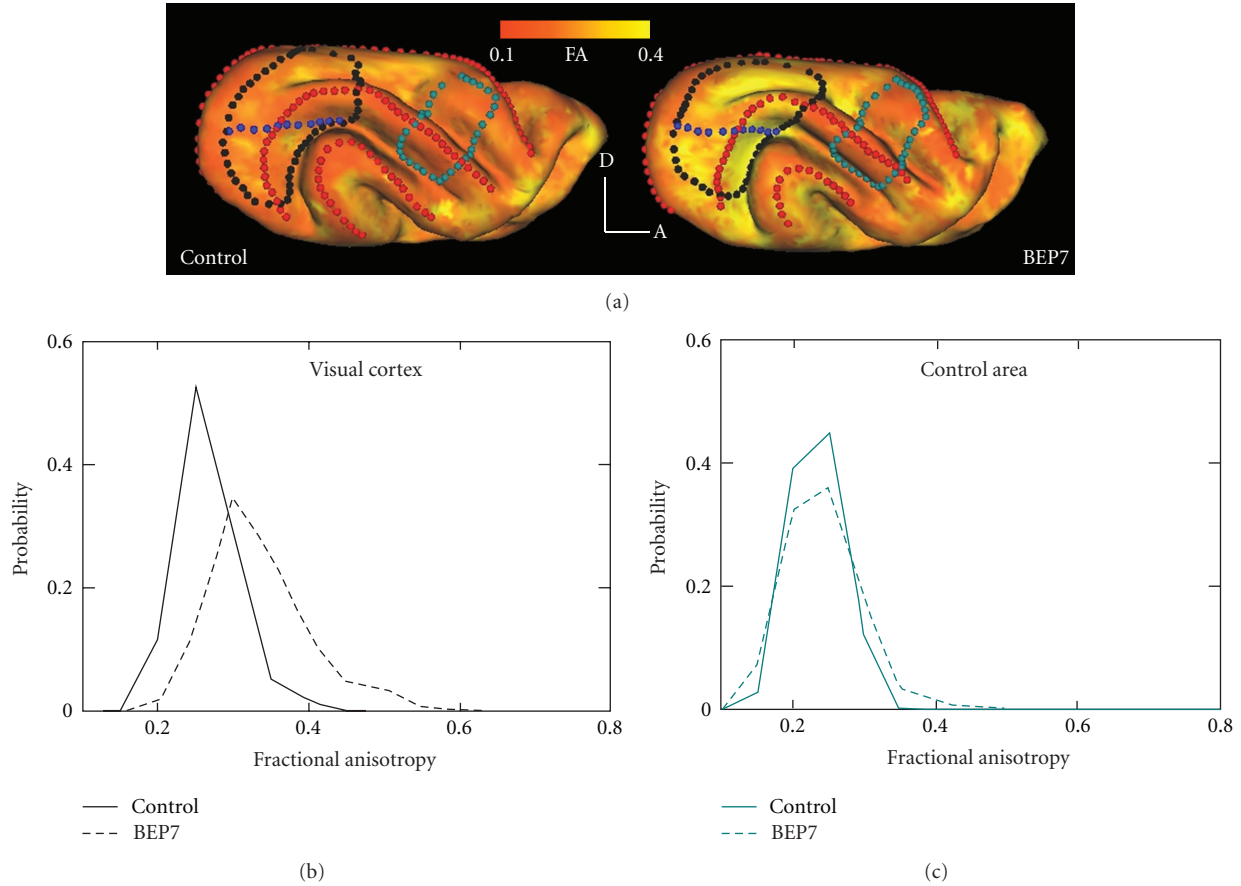 0.1 FA 0.4
D
A
Control
BEP7
(a)
Visual cortex
0.6
0.4
0.2
0
0.2 0.4 0.6 0.8
Probability
Fractional anisotropy
Control
BEP7
(b)
Control area
0.6
0.4
0.2
0
0.2 0.4 0.6 0.8
Probability
Fractional anisotropy
Control
BEP7
(c)